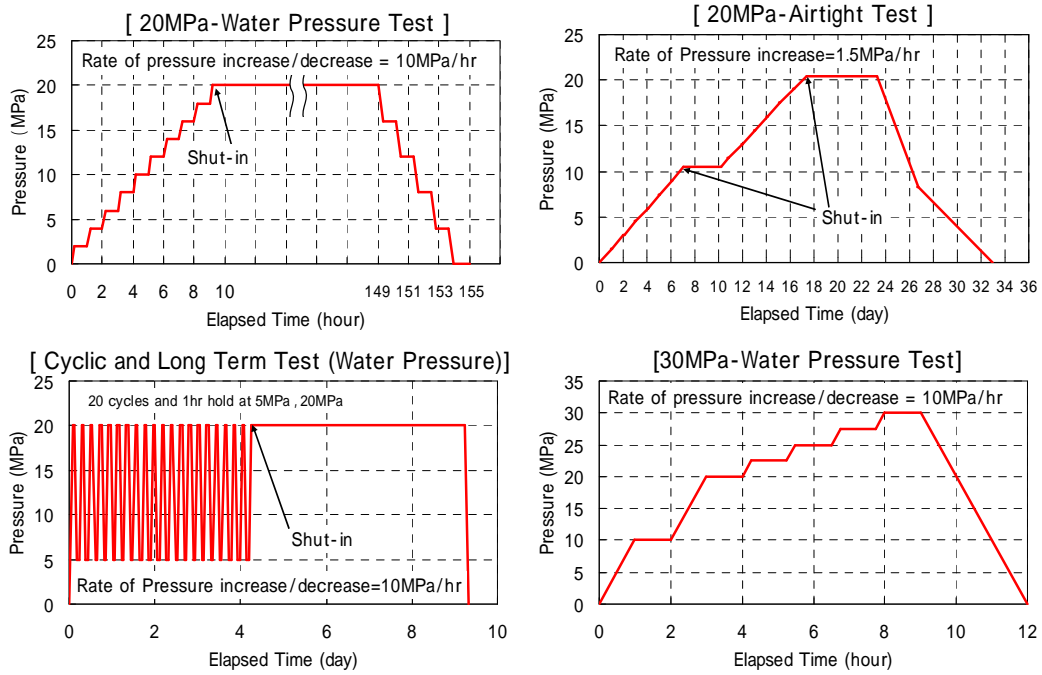 [ 20MPa-Water Pressure Test ]
25
20
15
10
5
0
Pressure (MPa)
Rate of pressure increase/decrease = 10MPa/hr
Shut-in
0 2 4 6 8 10 149 151 153 155
Elapsed Time (hour)
[ 20MPa-Airtight Test ]
25
20
15
10
5
0
Pressure (MPa)
Rate of Pressure increase=1.5MPa/hr
Shut-in
0 2 4 6 8 10 12 14 16 18 20 22 24 26 28 30 32 34 36
Elapsed Time (day)
[ Cyclic and Long Term Test (Water Pressure)]
25
20
15
10
5
0
Pressure (MPa)
20 cycles and 1hr hold at 5MPa, 20MPa
Shut-in
Rate of Pressure increase/decrease=10MPa/hr
0 2 4 6 8 10
Elapsed Time (day)
[30MPa-Water Pressure Test]
35
30
25
20
15
10
5
0
Pressure (MPa)
Rate of pressure increase/decrease = 10MPa/hr
0 2 4 6 8 10 12
Elapsed Time (hour)